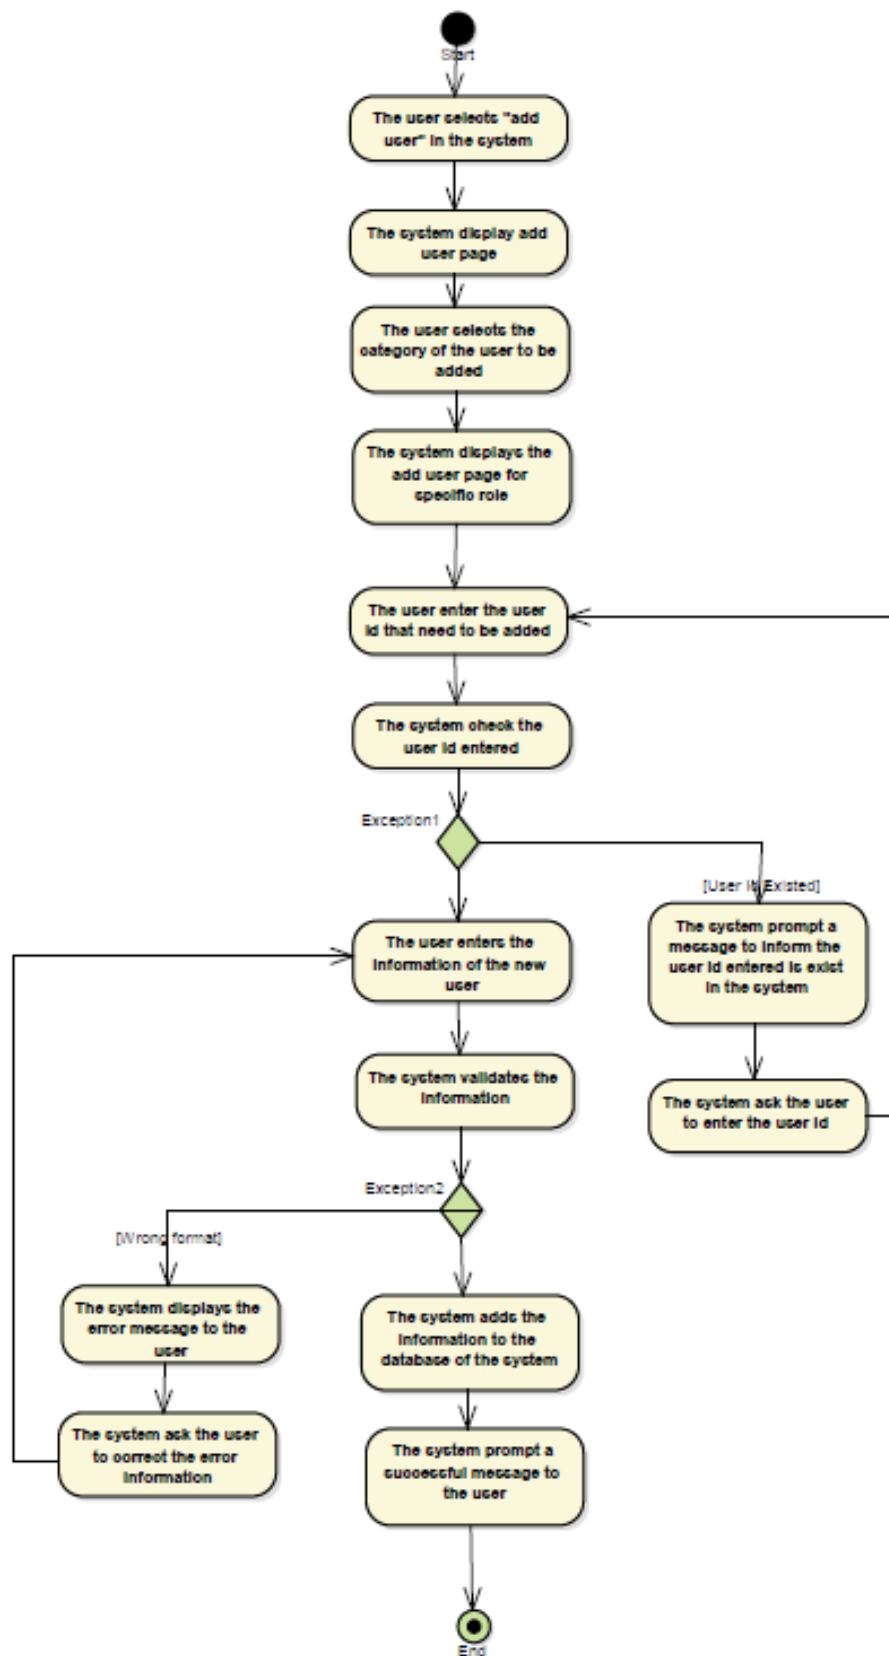 Start
The user selects "add
user" in the system
The system display add
user page
The user selects the
category of the user to be
added
The system displays the
add user page for
specific role
The user enter the user
id that need to be added
The system check the
user id entered
Exception1
[User Id Existed]
The user enters the
information of the new
user
The system prompt a
message to inform the
user id entered is exist
in the system
The system validates the
information
The system ask the user
to enter the user id
Exception2
[Wrong format]
The system displays the
error message to the
user
The system adds the
information to the
database of the system
The system ask the user
to correct the error
information
The system prompt a
successful message to
the user
End